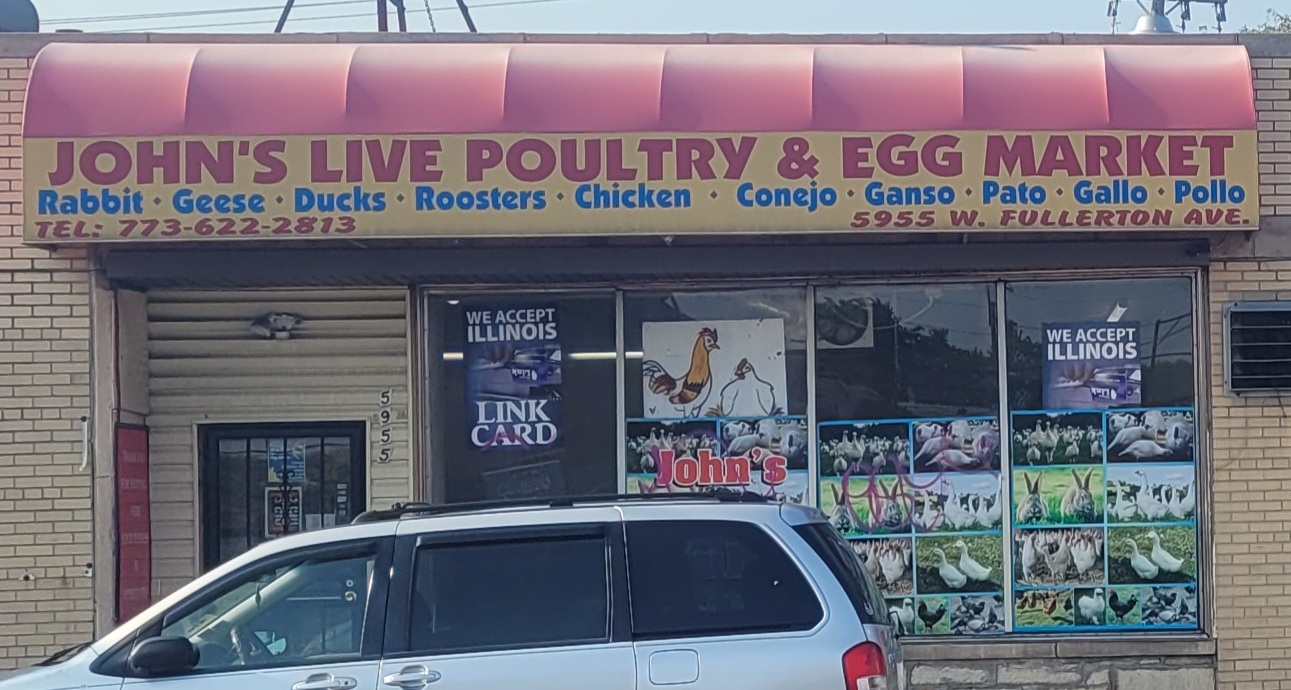 JOHN'S LIVE POULTRY & EGG MARKET
Rabbit · Geese · Ducks · Roosters · Chicken · Conejo · Ganso · Pato · Gallo · Pollo
TEL: 773-622-2813
5955 W. FULLERTON AVE.
WE ACCEPT
ILLINOIS
LINK
CARD
WE ACCEPT
ILLINOIS
5955
John's